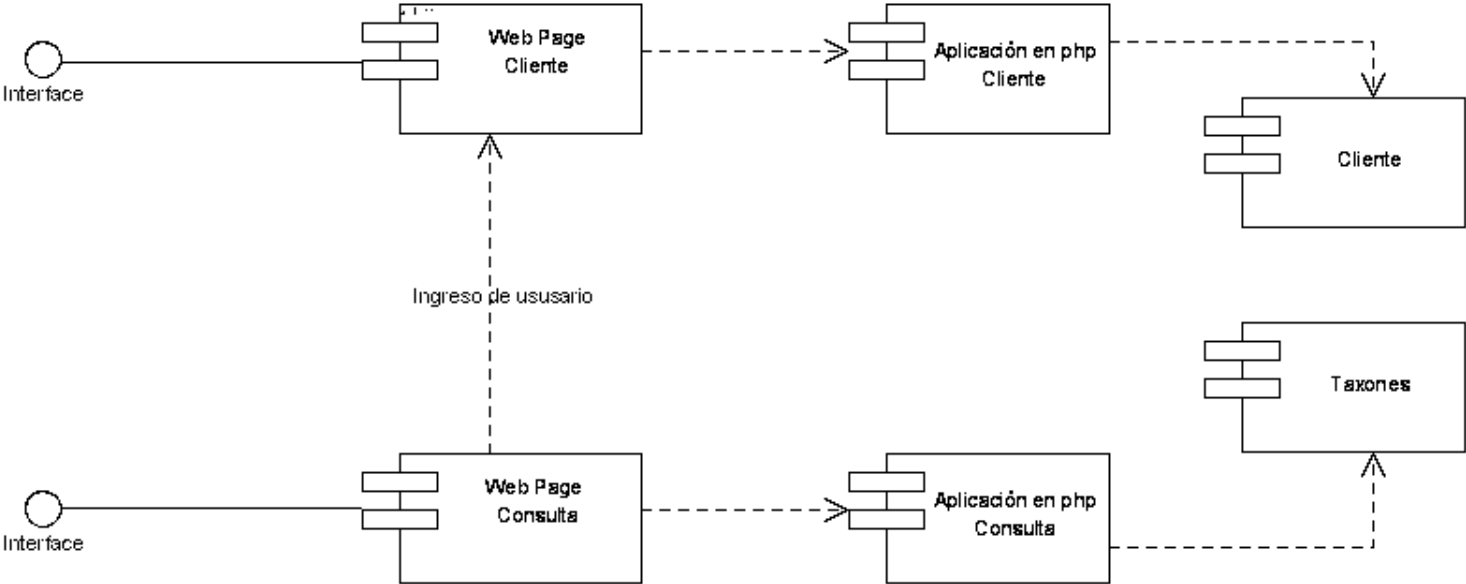 Web Page
Cliente
Aplicación en php
Cliente
Interface
Cliente
Ingreso de ususario
Taxones
Web Page
Consulta
Aplicación en php
Consulta
Interface